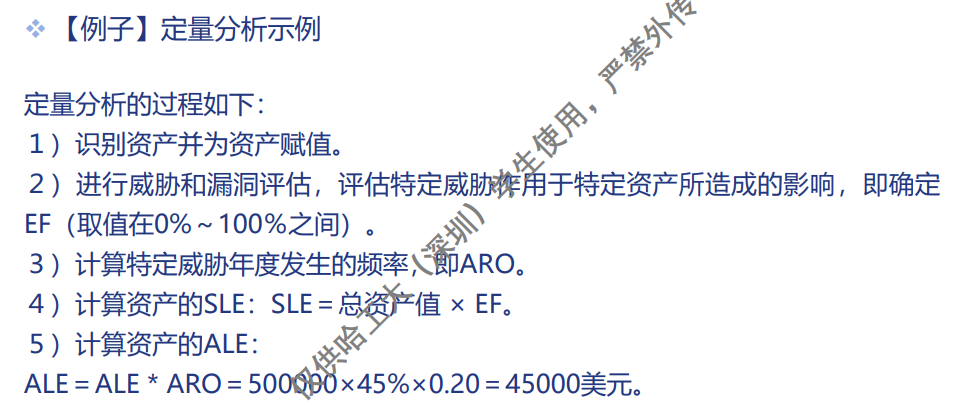 【例子】定量分析示例
定量分析的过程如下：
1）识别资产并为资产赋值。
2）进行威胁和漏洞评估，评估特定威胁作用于特定资产所造成的影响，即确定
EF（取值在0%～100%之间）。
3）计算特定威胁年度发生的频率，即ARO。
4）计算资产的SLE：SLE＝总资产值 × EF。
5）计算资产的ALE：
ALE＝ALE * ARO＝500000×45%×0.20＝45000美元。
仅供哈工大（深圳）学生使用，严禁外传